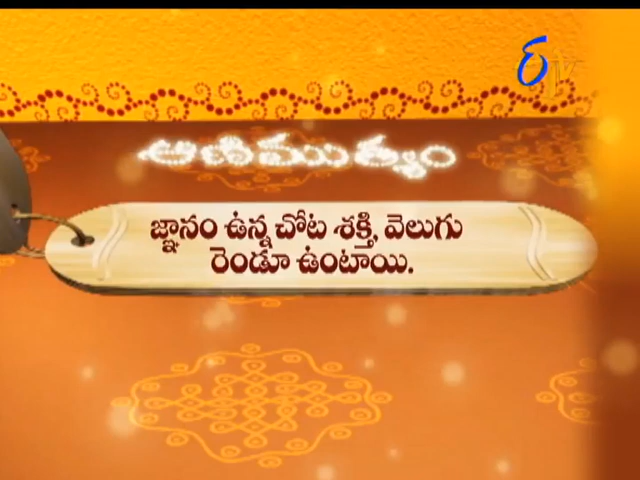 ఆణిముత్యం
జ్ఞానం ఉన్న చోట శక్తి, వెలుగు
రెండూ ఉంటాయి.